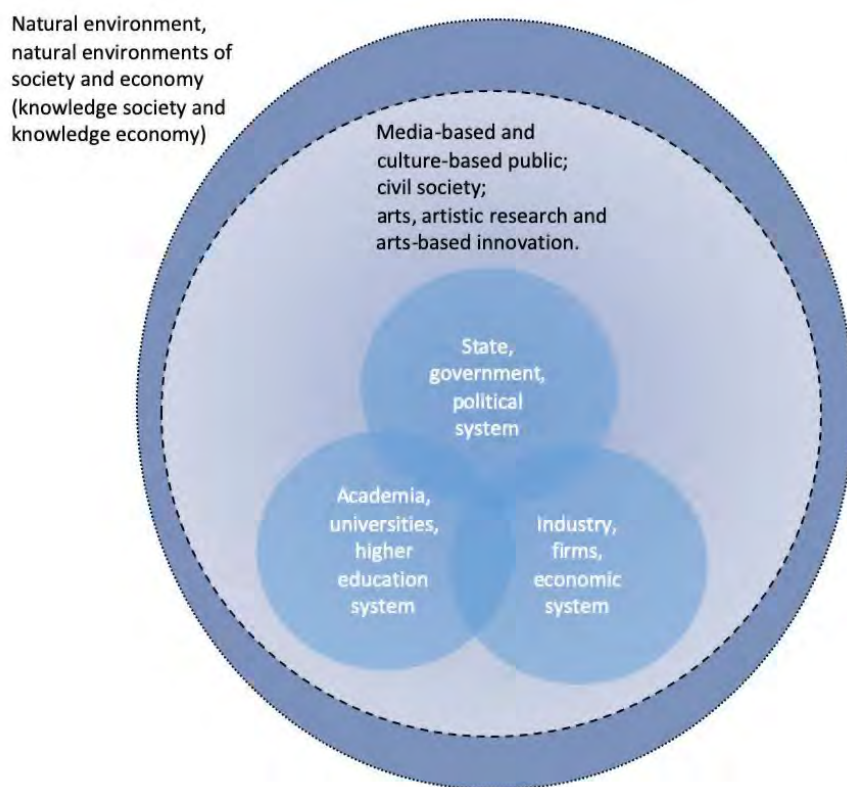 Natural environment,
natural environments of
society and economy
(knowledge society and
knowledge economy)
Media-based and
culture-based public;
civil society;
arts, artistic research and
arts-based innovation.
State,
government,
political
system
Academia,
universities,
higher
education
system
Industry,
firms,
economic
system